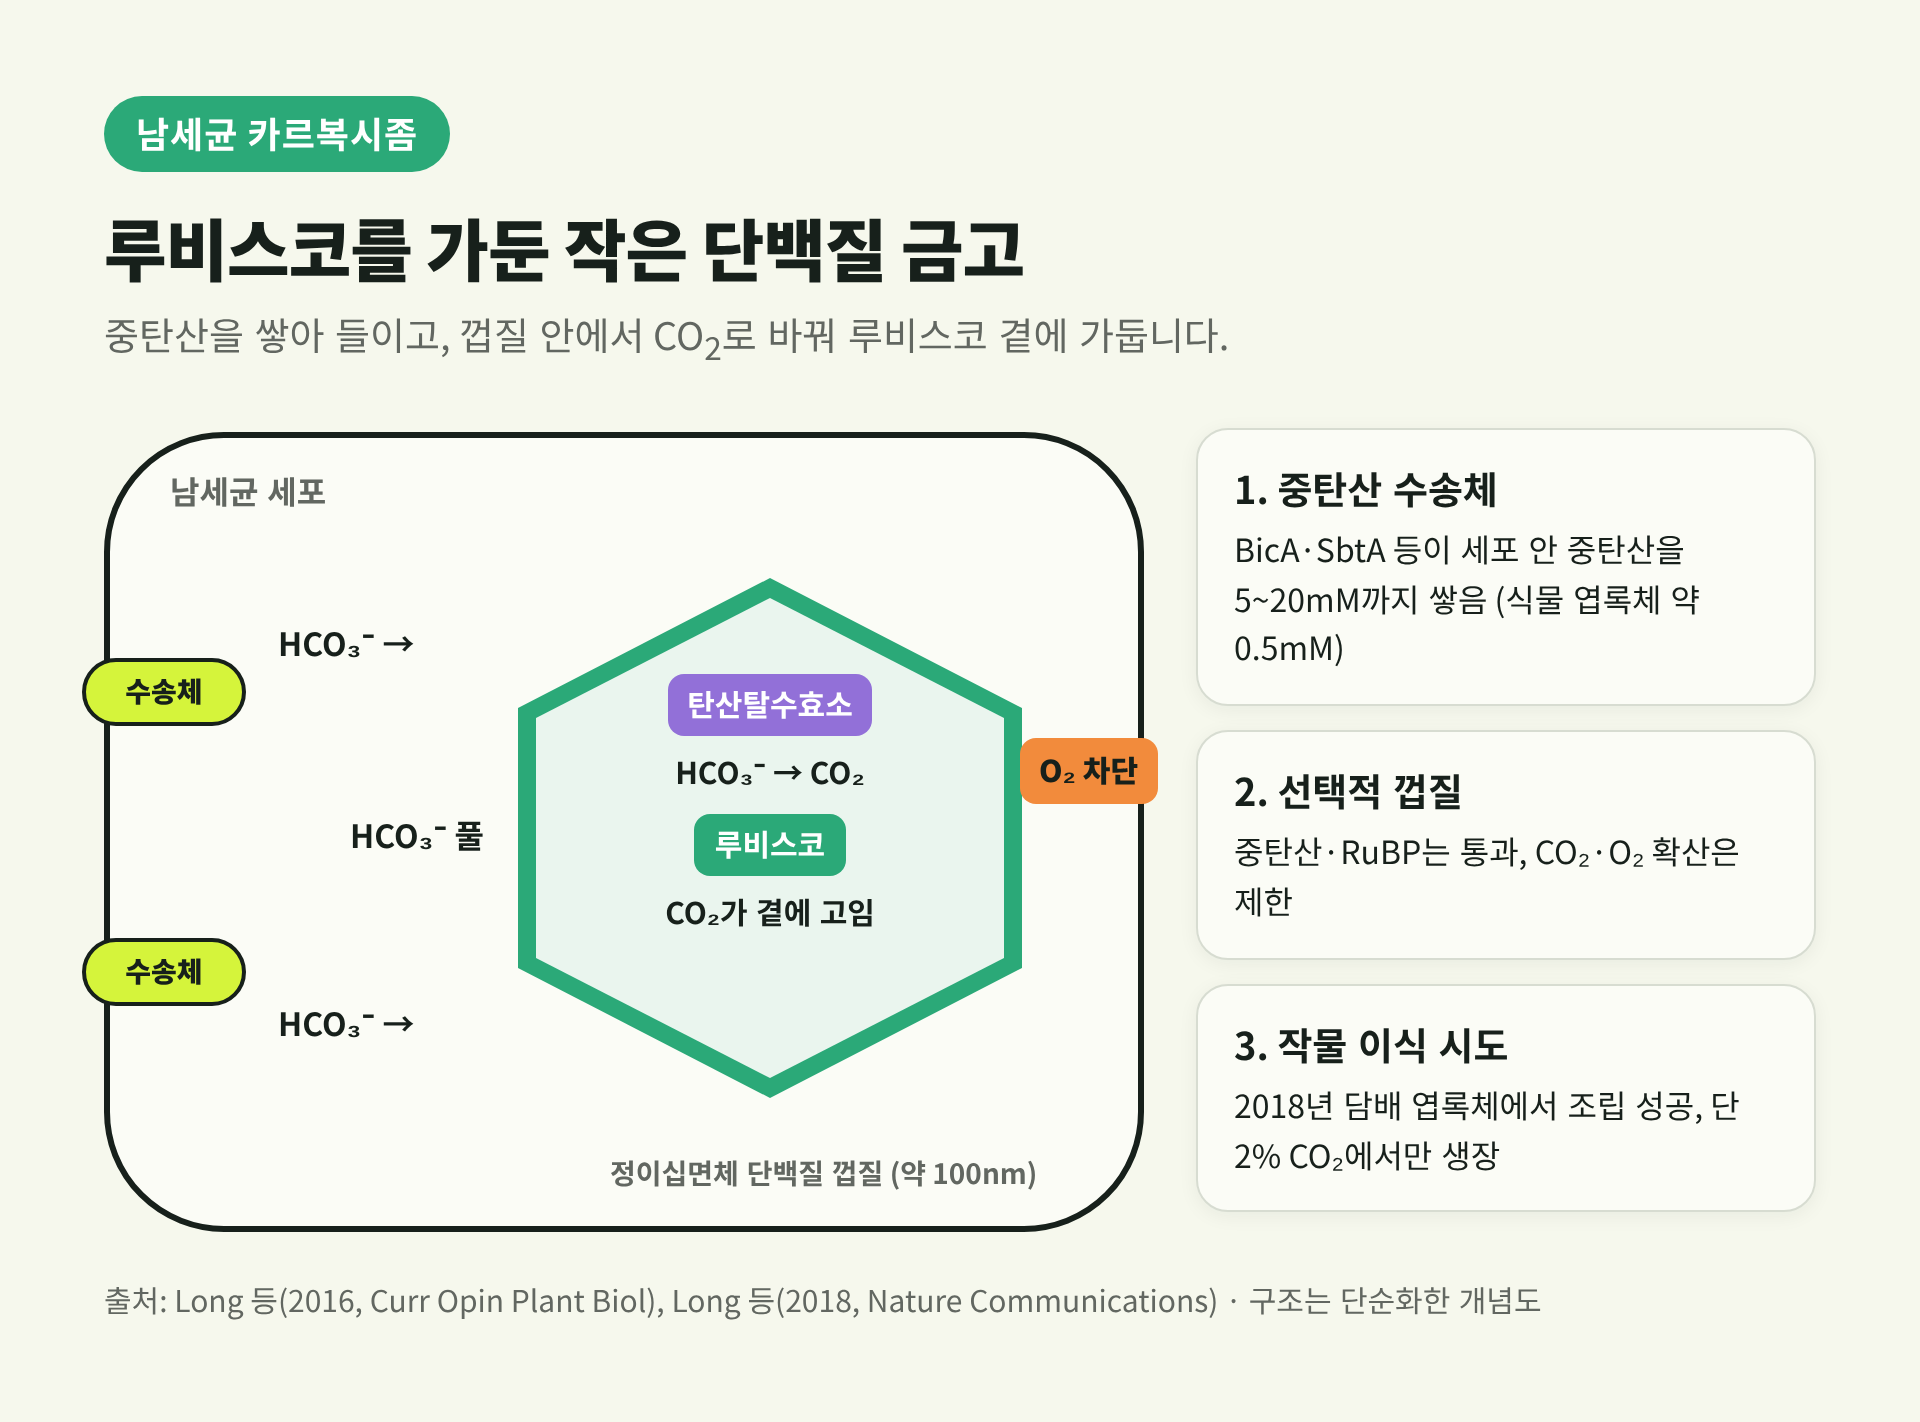 남세균 카르복시좀
루비스코를 가둔 작은 단백질 금고
중탄산을 쌓아 들이고, 껍질 안에서 CO₂로 바꿔 루비스코 곁에 가둡니다.
남세균 세포
HCO₃⁻ →
수송체
HCO₃⁻ 풀
수송체
HCO₃⁻ →
탄산탈수효소
HCO₃⁻ → CO₂
루비스코
CO₂가 곁에 고임
O₂ 차단
정이십면체 단백질 껍질 (약 100nm)
1. 중탄산 수송체
BicA·SbtA 등이 세포 안 중탄산을
5~20mM까지 쌓음 (식물 엽록체 약
0.5mM)
2. 선택적 껍질
중탄산·RuBP는 통과, CO₂·O₂ 확산은
제한
3. 작물 이식 시도
2018년 담배 엽록체에서 조립 성공, 단
2% CO₂에서만 생장
출처: Long 등(2016, Curr Opin Plant Biol), Long 등(2018, Nature Communications) · 구조는 단순화한 개념도